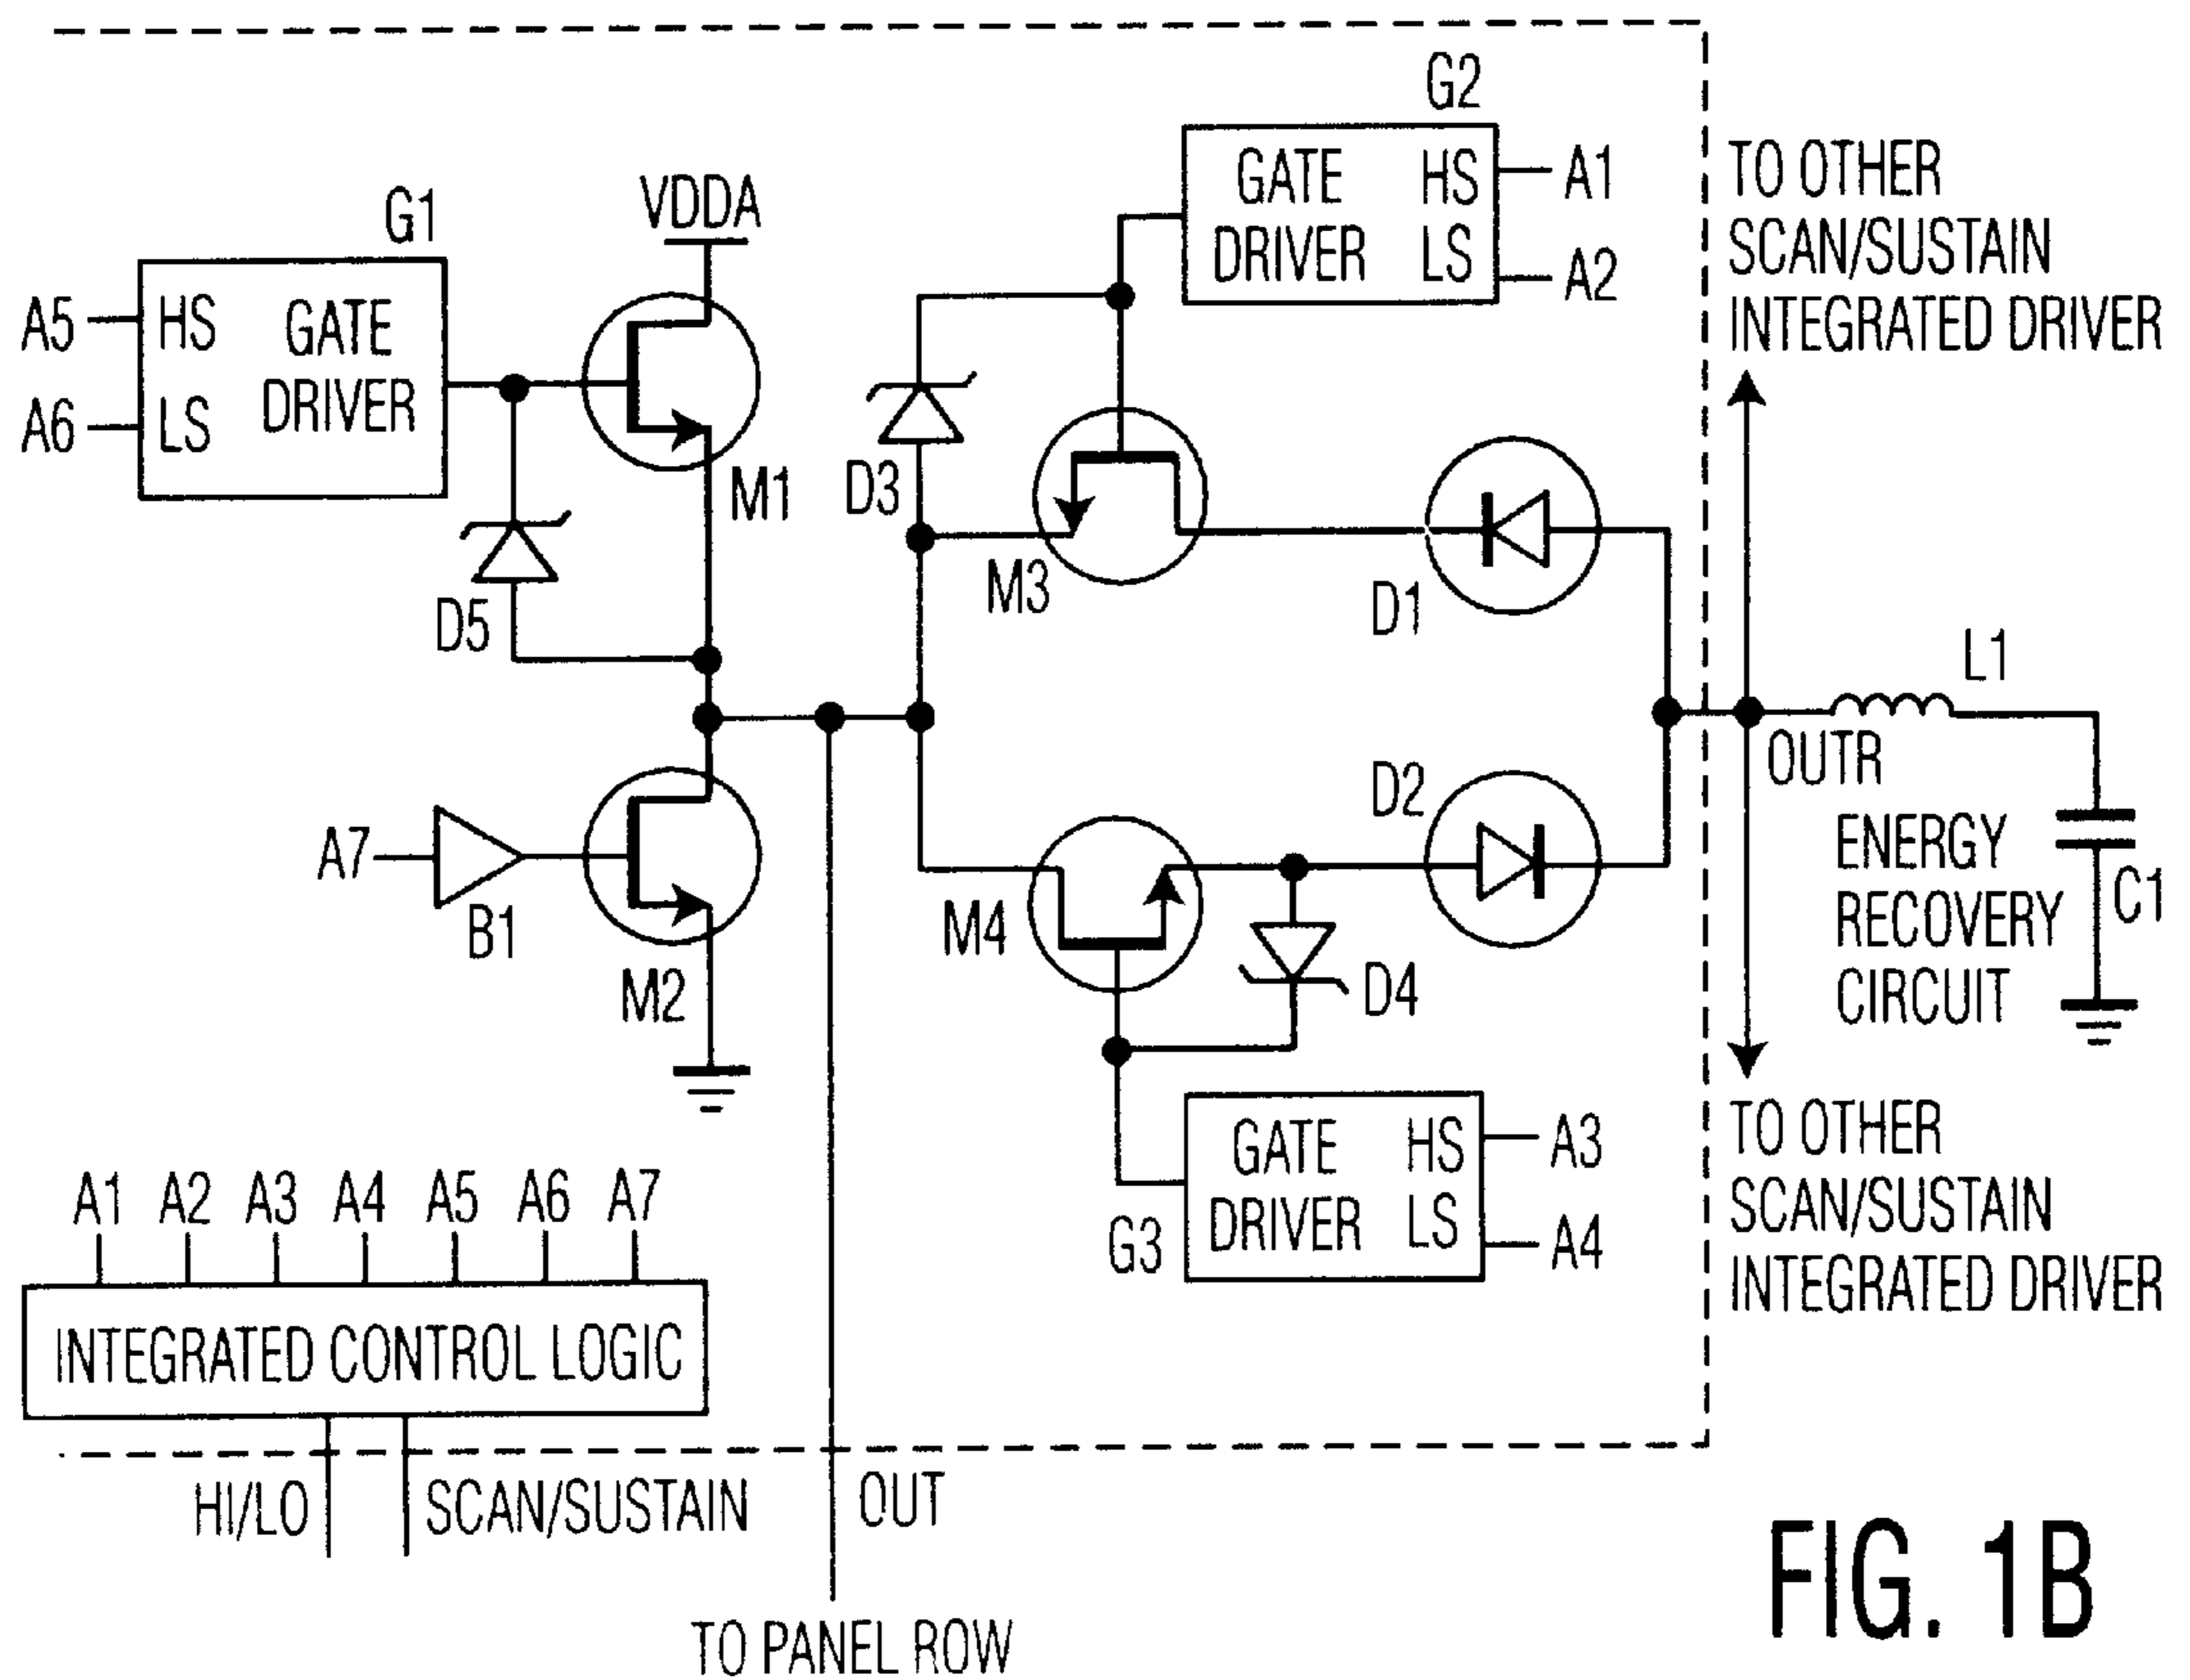 G2
GATE DRIVER
HS
LS
A1
A2
TO OTHER
SCAN/SUSTAIN
INTEGRATED DRIVER
G1
VDDA
A5
A6
HS
LS
GATE
DRIVER
M1
D5
D3
M3
D1
L1
OUTR
ENERGY
RECOVERY
CIRCUIT
C1
A7
B1
M2
M4
D2
D4
G3
GATE
DRIVER
HS
LS
A3
A4
TO OTHER
SCAN/SUSTAIN
INTEGRATED DRIVER
A1 A2 A3 A4 A5 A6 A7
INTEGRATED CONTROL LOGIC
HI/LO
SCAN/SUSTAIN
OUT
TO PANEL ROW
FIG. 1B